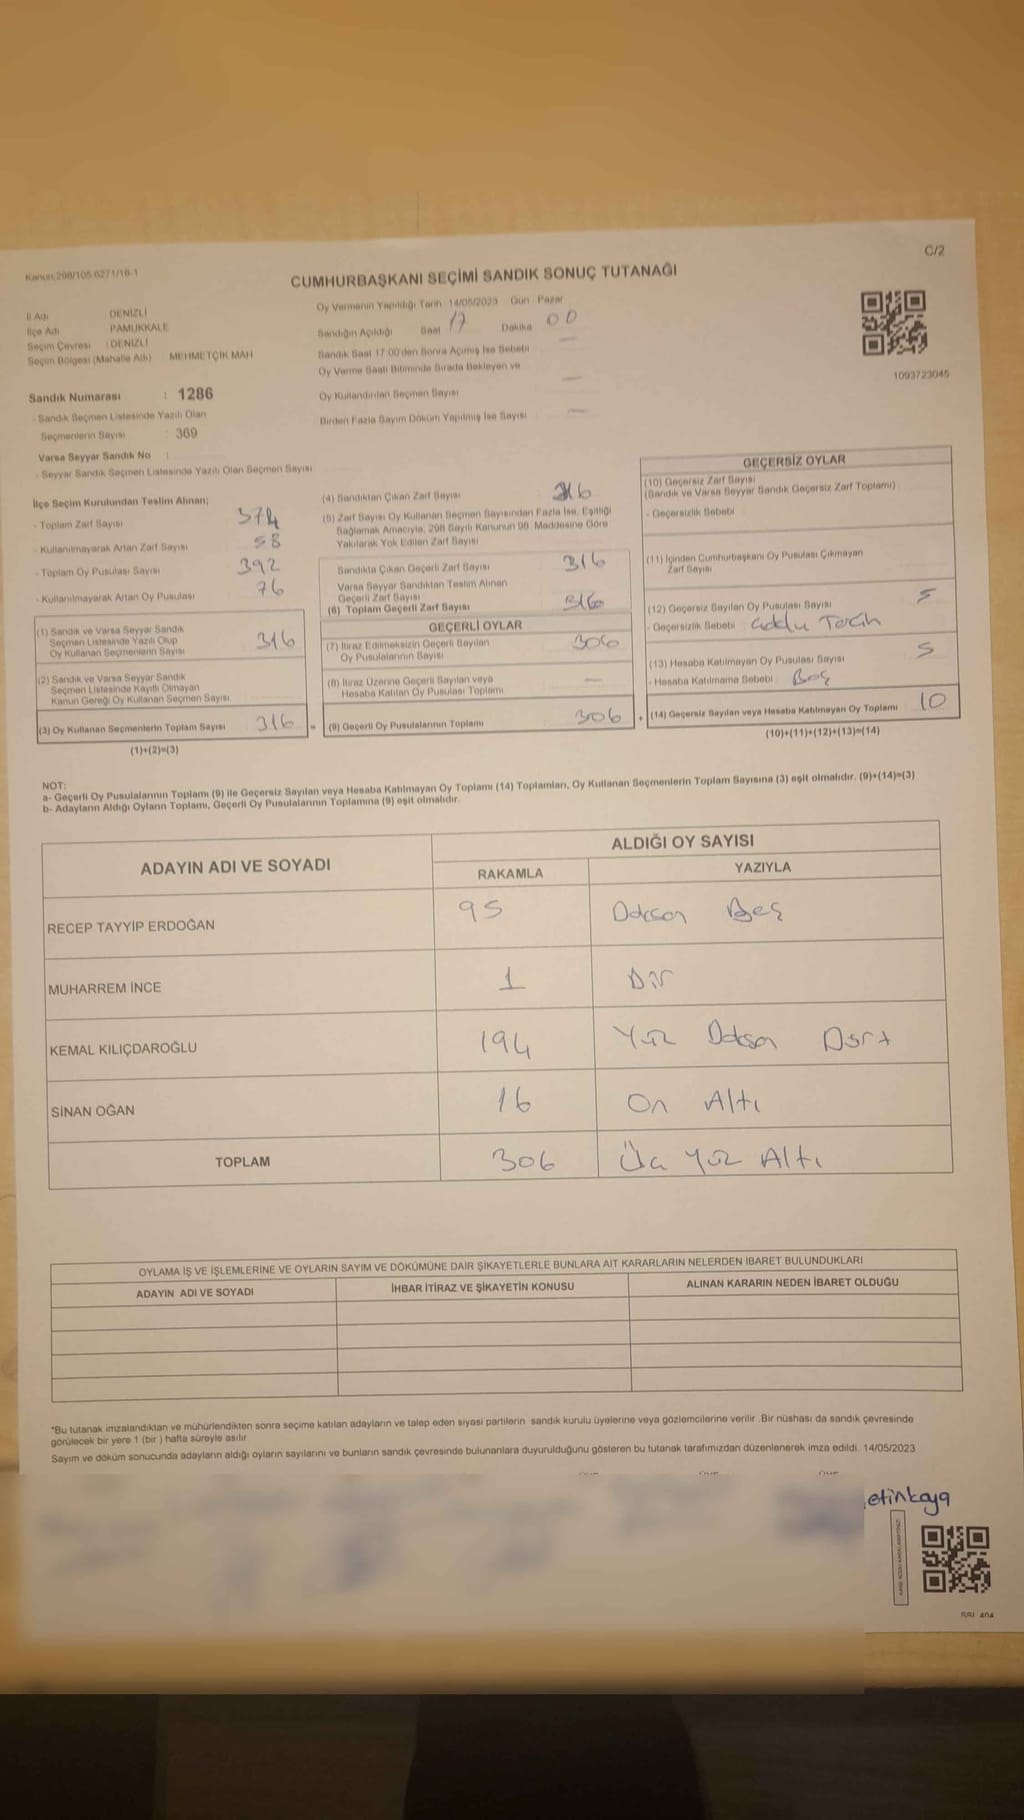 C/2
Kanun 298/105 6271/18-1
CUMHURBAŞKANI SEÇİMİ SANDIK SONUÇ TUTANAĞI
İl Adı DENİZLİ
İlçe Adı PAMUKKALE
Seçim Çevresi : DENİZLİ
Seçim Bölgesi (Mahalle Adı) MEHMETÇİK MAH
Oy Vermenin Yapıldığı Tarih 14/05/2023 Gün Pazar
Sandığın Açıldığı Saat 17 Dakika 00
Sandık Saat 17:00'den Sonra Açılmış İse Sebebi —
Oy Verme Saati Bitiminde Sırada Bekleyen ve
Oy Kullandırılan Seçmen Sayısı —
Birden Fazla Sayım Döküm Yapılmış İse Sayısı —
1093723045
Sandık Numarası : 1286
- Sandık Seçmen Listesinde Yazılı Olan
Seçmenlerin Sayısı : 369
Varsa Seyyar Sandık No :
- Seyyar Sandık Seçmen Listesinde Yazılı Olan Seçmen Sayısı
İlçe Seçim Kurulundan Teslim Alınan;
- Toplam Zarf Sayısı 374
- Kullanılmayarak Artan Zarf Sayısı 58
- Toplam Oy Pusulası Sayısı 392
- Kullanılmayarak Artan Oy Pusulası 76
(1) Sandık ve Varsa Seyyar Sandık
Seçmen Listesinde Yazılı Olup
Oy Kullanan Seçmenlerin Sayısı 316
(2) Sandık ve Varsa Seyyar Sandık
Seçmen Listesinde Kayıtlı Olmayan
Kanun Gereği Oy Kullanan Seçmen Sayısı
(3) Oy Kullanan Seçmenlerin Toplam Sayısı 316 =
(1)+(2)=(3)
(4) Sandıktan Çıkan Zarf Sayısı : 316
(5) Zarf Sayısı Oy Kullanan Seçmen Sayısından Fazla İse, Eşitliği
Sağlamak Amacıyla, 298 Sayılı Kanunun 98. Maddesine Göre
Yakılarak Yok Edilen Zarf Sayısı
Sandıkta Çıkan Geçerli Zarf Sayısı 316
Varsa Seyyar Sandıktan Teslim Alınan
Geçerli Zarf Sayısı
(6) Toplam Geçerli Zarf Sayısı 316
GEÇERLİ OYLAR
(7) İtiraz Edilmeksizin Geçerli Sayılan
Oy Pusulalarının Sayısı 306
(8) İtiraz Üzerine Geçerli Sayılan veya
Hesaba Katılan Oy Pusulası Toplamı —
(9) Geçerli Oy Pusulalarının Toplamı 306 +
GEÇERSİZ OYLAR
(10) Geçersiz Zarf Sayısı
(Sandık ve Varsa Seyyar Sandık Geçersiz Zarf Toplamı)
- Geçersizlik Sebebi
(11) İçinden Cumhurbaşkanı Oy Pusulası Çıkmayan
Zarf Sayısı
(12) Geçersiz Sayılan Oy Pusulası Sayısı 5
- Geçersizlik Sebebi
(13) Hesaba Katılmayan Oy Pusulası Sayısı 5
- Hesaba Katılmama Sebebi Boş
(14) Geçersiz Sayılan veya Hesaba Katılmayan Oy Toplamı 10
(10)+(11)+(12)+(13)=(14)
NOT:
a- Geçerli Oy Pusulalarının Toplamı (9) ile Geçersiz Sayılan veya Hesaba Katılmayan Oy Toplamı (14) Toplamları, Oy Kullanan Seçmenlerin Toplam Sayısına (3) eşit olmalıdır. (9)+(14)=(3)
b- Adayların Aldığı Oyların Toplamı, Geçerli Oy Pusulalarının Toplamına (9) eşit olmalıdır.
ADAYIN ADI VE SOYADI ALDIĞI OY SAYISI
RAKAMLA YAZIYLA
RECEP TAYYİP ERDOĞAN 95 Doksan Beş
MUHARREM İNCE 1 Bir
KEMAL KILIÇDAROĞLU 194 Yüz Doksan Dört
SİNAN OĞAN 16 On Altı
TOPLAM 306 Üç Yüz Altı
OYLAMA İŞ VE İŞLEMLERİNE VE OYLARIN SAYIM VE DÖKÜMÜNE DAİR ŞİKAYETLERLE BUNLARA AİT KARARLARIN NELERDEN İBARET BULUNDUKLARI
ADAYIN ADI VE SOYADI İHBAR İTİRAZ VE ŞİKAYETİN KONUSU ALINAN KARARIN NEDEN İBARET OLDUĞU
*Bu tutanak imzalandıktan ve mühürlendikten sonra seçime katılan adayların ve talep eden siyasi partilerin sandık kurulu üyelerine veya gözlemcilerine verilir .Bir nüshası da sandık çevresinde
görülecek bir yere 1 (bir ) hafta süreyle asılır
Sayım ve döküm sonucunda adayların aldığı oyların sayılarını ve bunların sandık çevresinde bulunanlara duyurulduğunu gösteren bu tutanak tarafımızdan düzenlenerek imza edildi. 14/05/2023
etinkaya